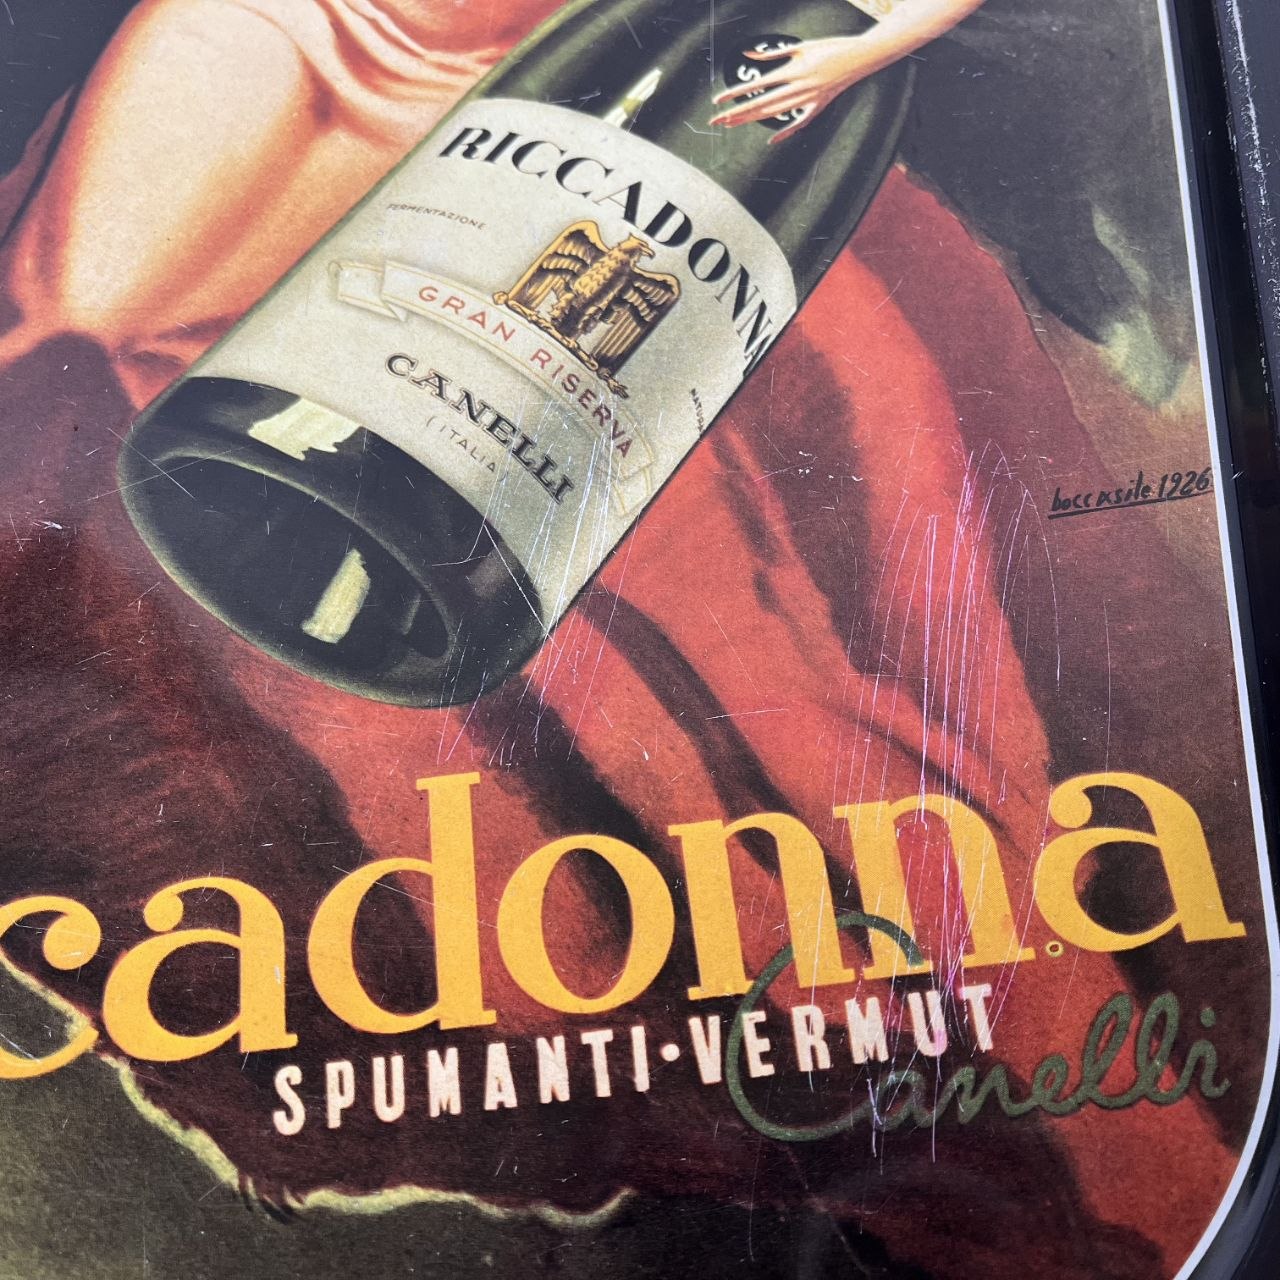 RICCADONNA
FERMENTAZIONE
GRAN RISERVA
CANELLI
(ITALIA
boccasile 1926
cadonna
SPUMANTI·VERMUT
Canelli